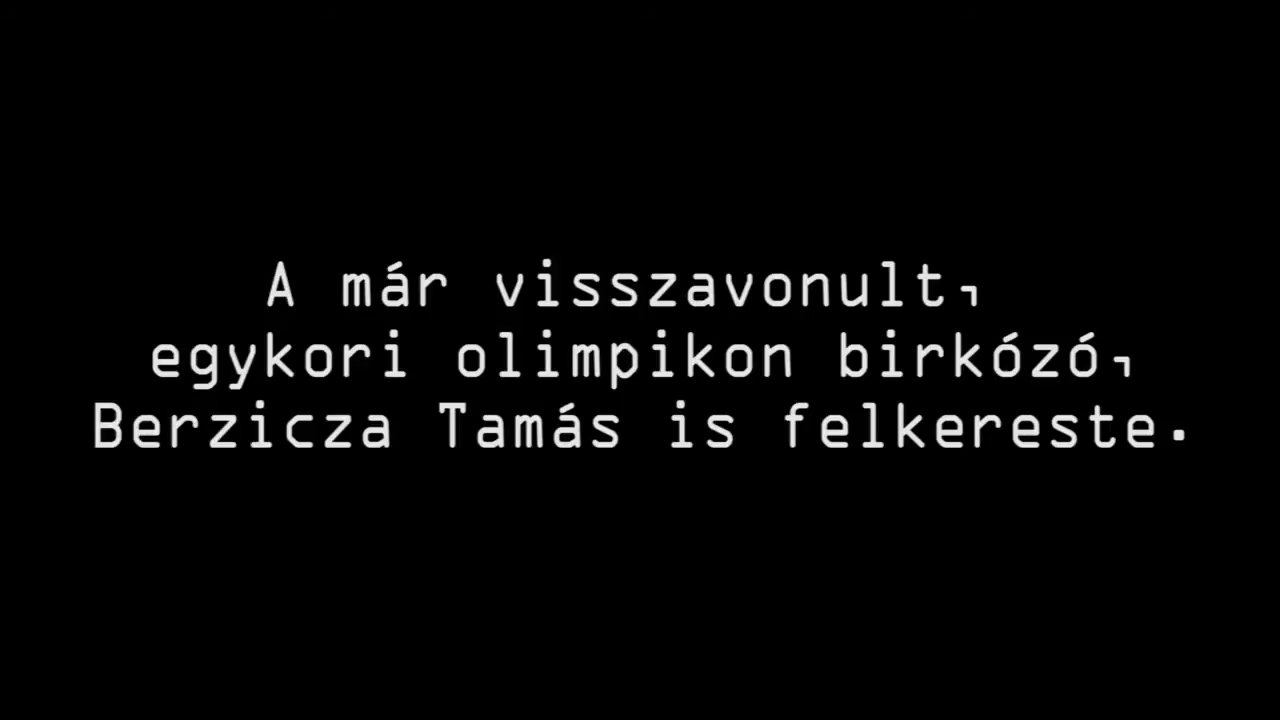 A már visszavonult,
egykori olimpikon birkózó,
Berzicza Tamás is felkereste.